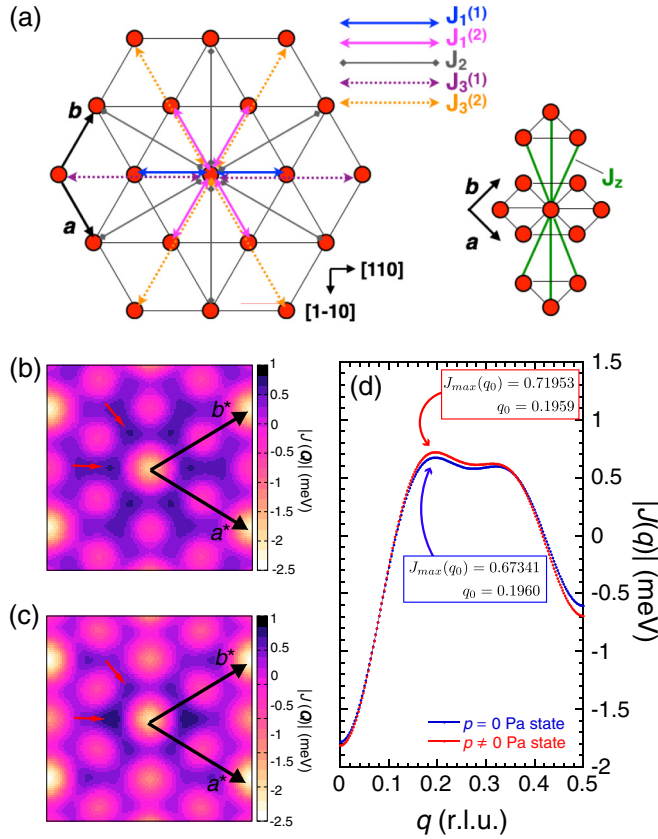 (a)
J₁⁽¹⁾
J₁⁽²⁾
J₂
J₃⁽¹⁾
J₃⁽²⁾
b
a
[110]
[1-10]
b
a
J_z
(b)
b*
a*
1
0.5
0
-0.5
-1
-1.5
-2
-2.5
|J(Q)| (meV)
(c)
b*
a*
1
0.5
0
-0.5
-1
-1.5
-2
-2.5
|J(Q)| (meV)
(d)
J_max(q₀) = 0.71953
q₀ = 0.1959
J_max(q₀) = 0.67341
q₀ = 0.1960
p = 0 Pa state
p ≠ 0 Pa state
1.5
1
0.5
0
-0.5
-1
-1.5
-2
|J(q)| (meV)
0
0.1
0.2
0.3
0.4
0.5
q (r.l.u.)